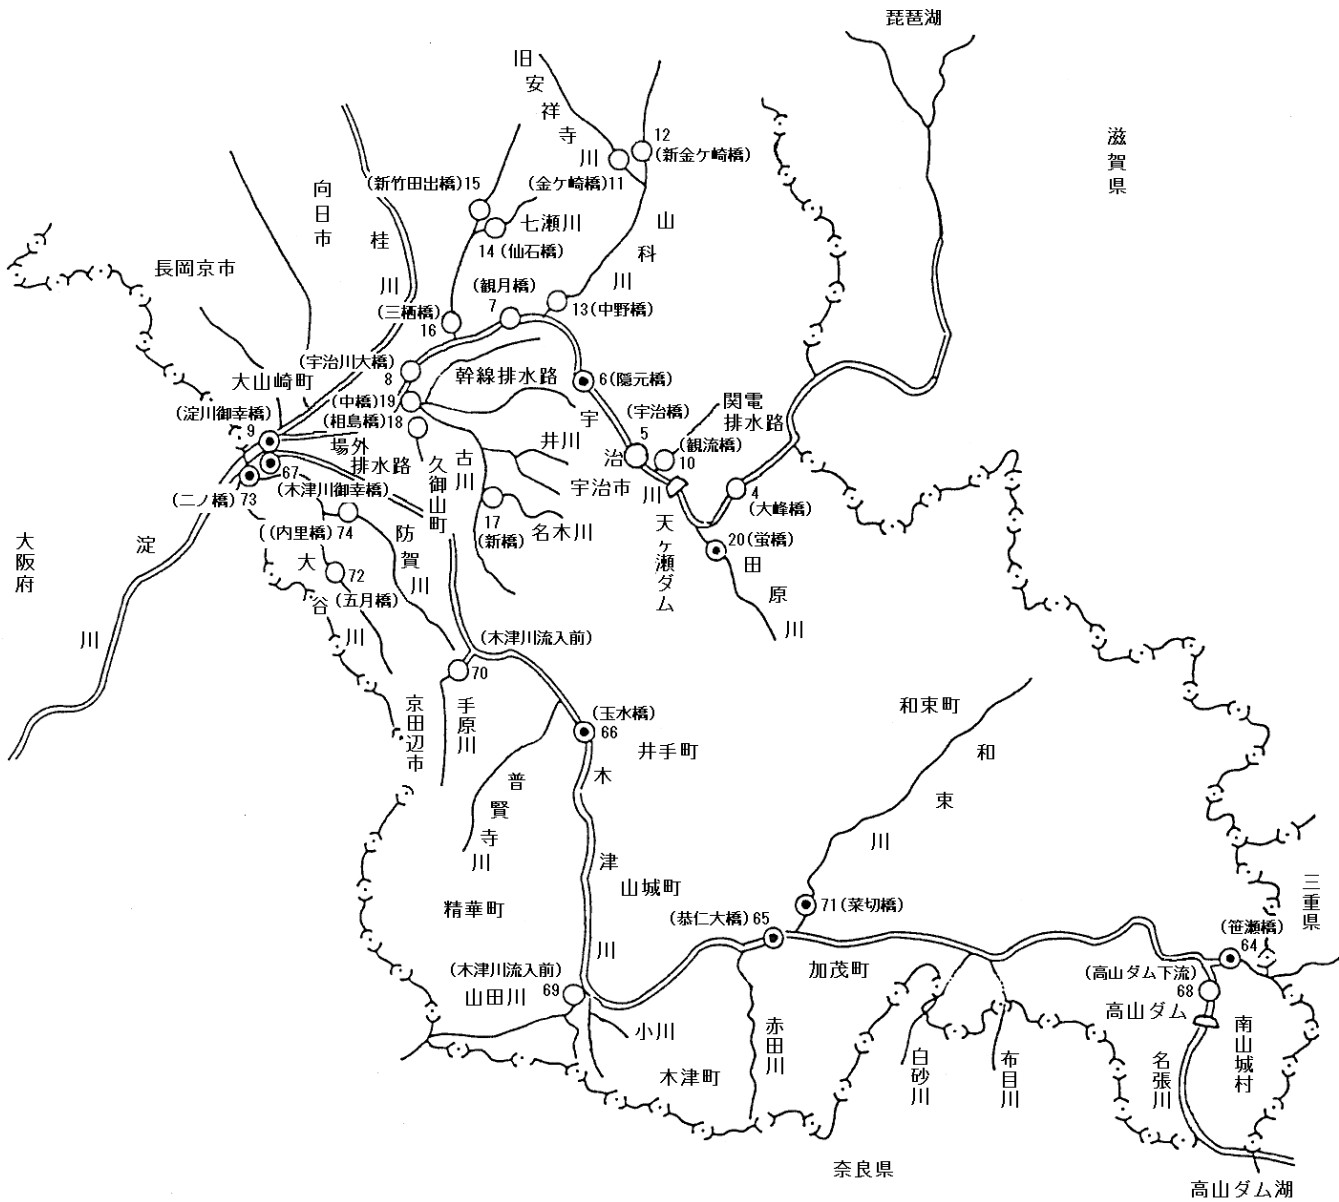 琵琶湖
滋賀県
旧安祥寺川
12
(新金ケ崎橋)
(金ケ崎橋)11
(新竹田出橋)15
向日市
桂川
七瀬川
14(仙石橋)
山科川
長岡京市
(観月橋)
7
13(中野橋)
(三栖橋)
16
(宇治川大橋)
8
大山崎町
幹線排水路
6(隠元橋)
関電
排水路
(中橋)19
宇治川
(宇治橋)
5
(淀川御幸橋)
9
(相島橋)18
場外
排水路
井川
(観流橋)
10
古川
久御山町
宇治市
67
(木津川御幸橋)
(二ノ橋)73
4
(大峰橋)
17
(新橋)
名木川
天ヶ瀬ダム
(内里橋)74
防賀川
大阪府
淀川
20(蛍橋)
田原川
大谷川
72
(五月橋)
(木津川流入前)
70
京田辺市
手原川
(玉水橋)
66
井手町
和束町
和束川
木津川
普賢寺川
山城町
精華町
三重県
(恭仁大橋)65
71(菜切橋)
(笹瀬橋)
64
加茂町
(木津川流入前)
69
山田川
(高山ダム下流)
68
高山ダム
小川
赤田川
南山城村
木津町
白砂川
布目川
名張川
奈良県
高山ダム湖